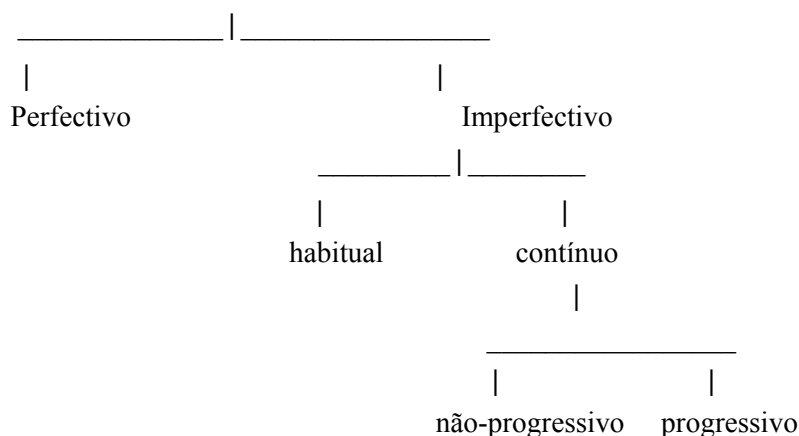 Perfectivo Imperfectivo
habitual contínuo
não-progressivo progressivo